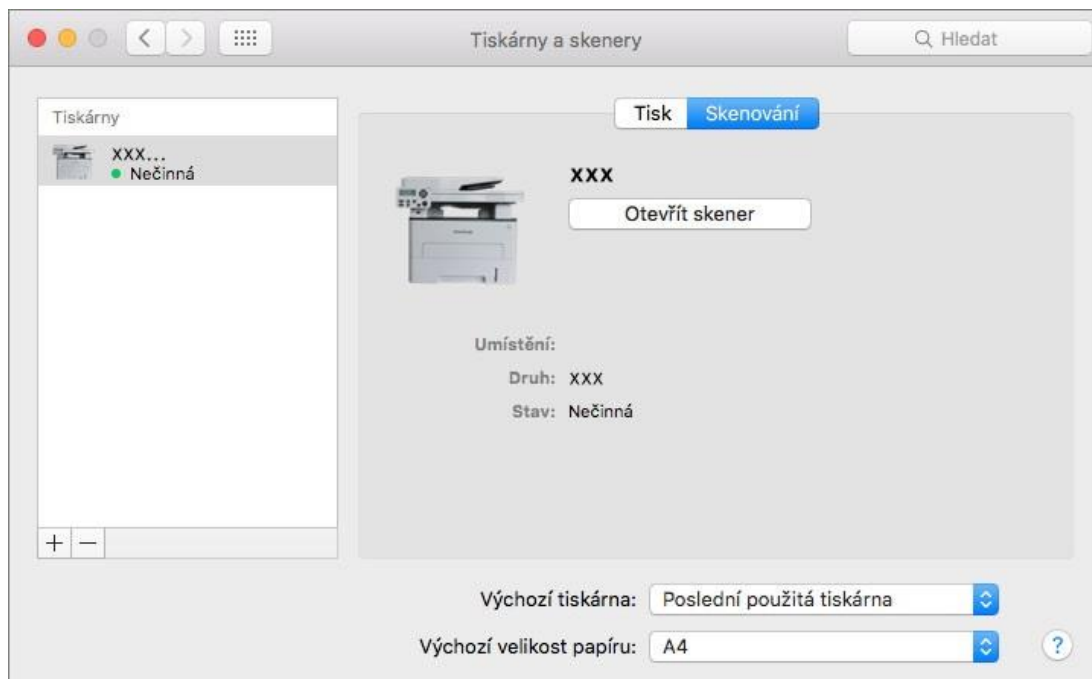 Tiskárny a skenery
Hledat
Tiskárny
XXX...
Nečinná
Tisk
Skenování
XXX
Otevřít skener
Umístění:
Druh: XXX
Stav: Nečinná
+ −
Výchozí tiskárna: Poslední použitá tiskárna
Výchozí velikost papíru: A4
?